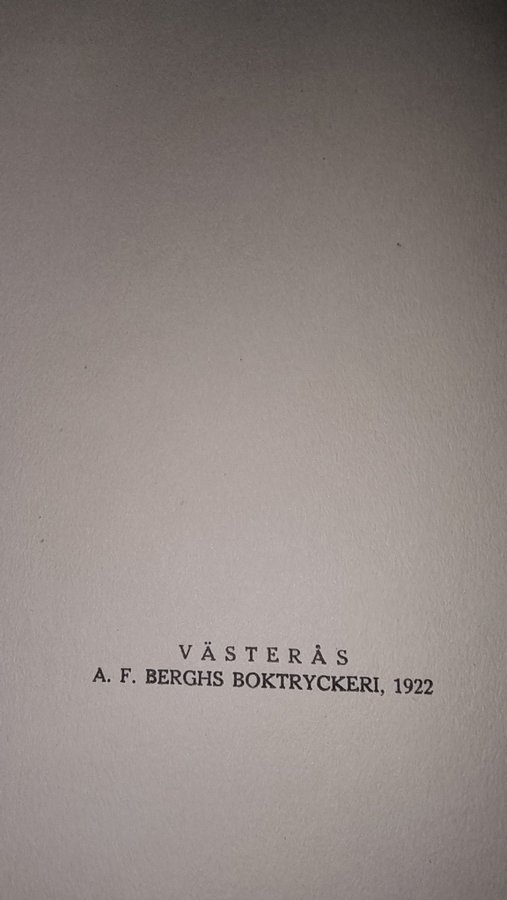 VÄSTERÅS
A. F. BERGHS BOKTRYCKERI, 1922